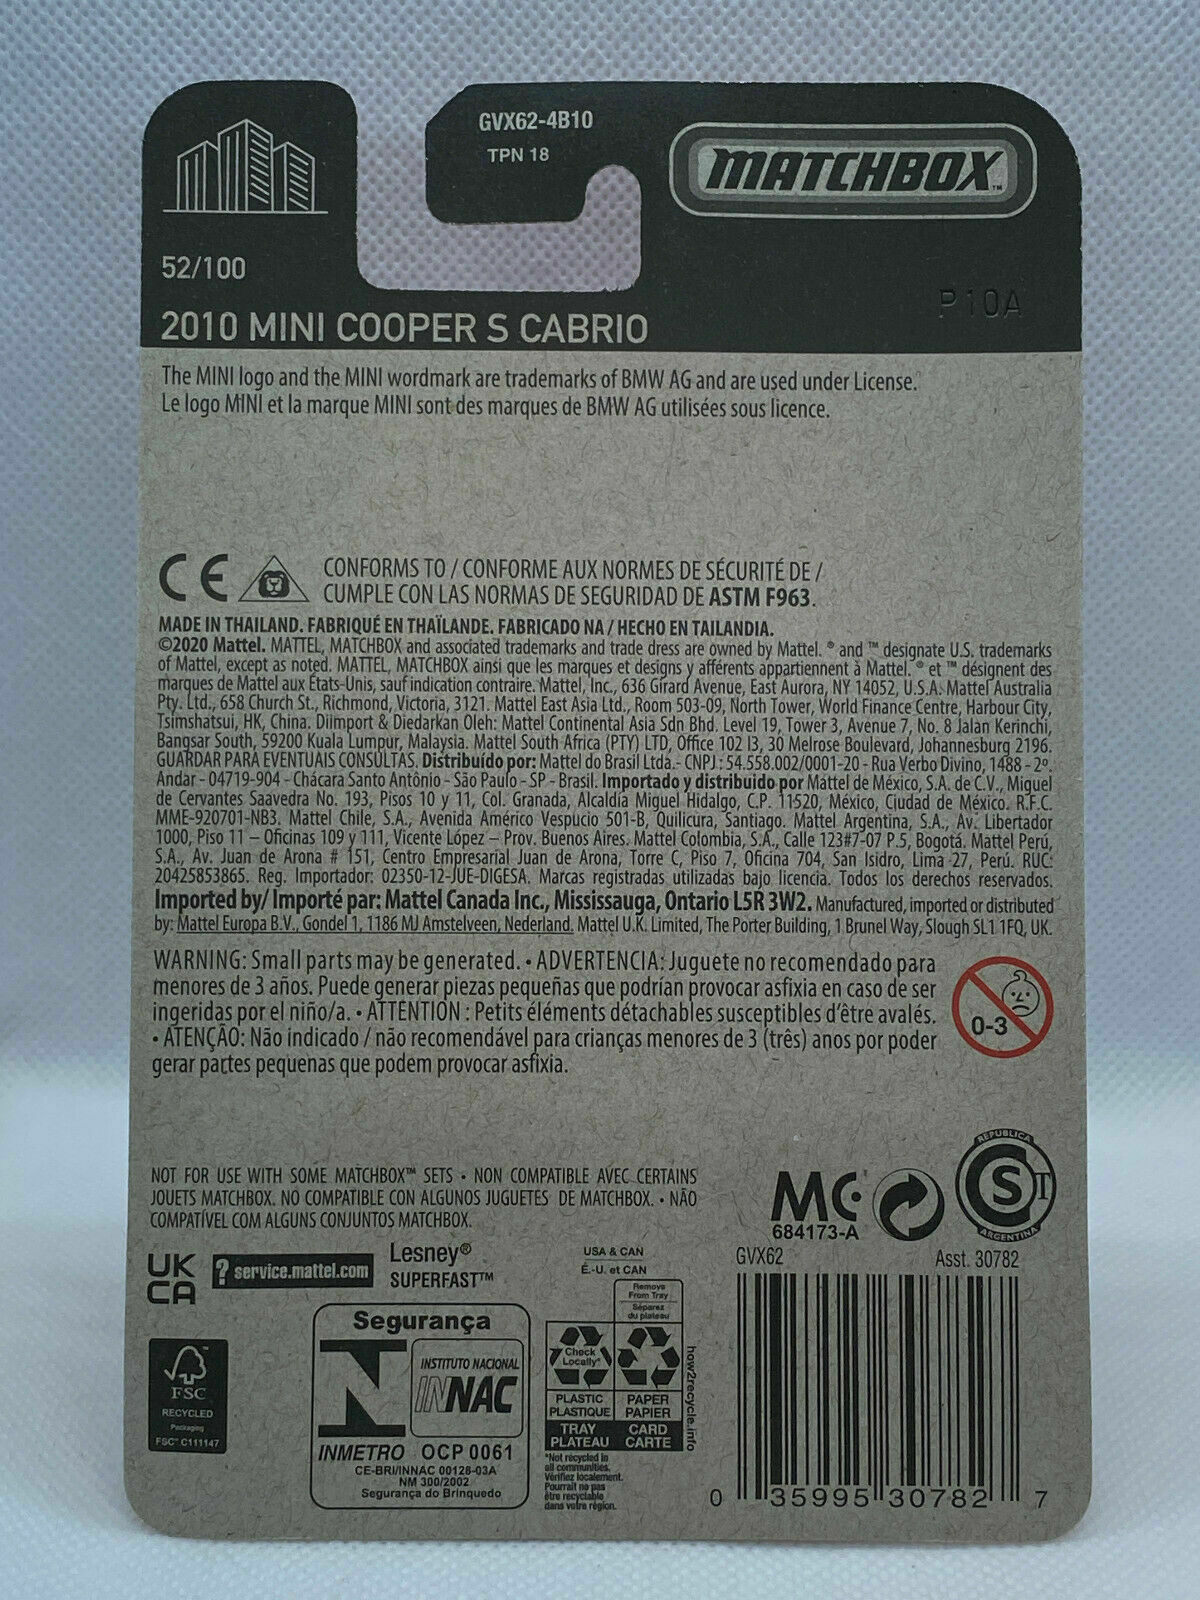 GVX62-4B10
TPN 18
MATCHBOX™
52/100
P10A
2010 MINI COOPER S CABRIO
The MINI logo and the MINI wordmark are trademarks of BMW AG and are used under License.
Le logo MINI et la marque MINI sont des marques de BMW AG utilisées sous licence.
CE
CONFORMS TO / CONFORME AUX NORMES DE SÉCURITÉ DE /
CUMPLE CON LAS NORMAS DE SEGURIDAD DE ASTM F963.
MADE IN THAILAND. FABRIQUÉ EN THAÏLANDE. FABRICADO NA / HECHO EN TAILANDIA.
©2020 Mattel. MATTEL, MATCHBOX and associated trademarks and trade dress are owned by Mattel. ® and ™ designate U.S. trademarks
of Mattel, except as noted. MATTEL, MATCHBOX ainsi que les marques et designs y afférents appartiennent à Mattel. ® et ™ désignent des
marques de Mattel aux États-Unis, sauf indication contraire. Mattel, Inc., 636 Girard Avenue, East Aurora, NY 14052, U.S.A. Mattel Australia
Pty. Ltd., 658 Church St., Richmond, Victoria, 3121. Mattel East Asia Ltd., Room 503-09, North Tower, World Finance Centre, Harbour City,
Tsimshatsui, HK, China. Diimport & Diedarkan Oleh: Mattel Continental Asia Sdn Bhd. Level 19, Tower 3, Avenue 7, No. 8 Jalan Kerinchi,
Bangsar South, 59200 Kuala Lumpur, Malaysia. Mattel South Africa (PTY) LTD, Office 102 I3, 30 Melrose Boulevard, Johannesburg 2196.
GUARDAR PARA EVENTUAIS CONSULTAS. Distribuído por: Mattel do Brasil Ltda.- CNPJ : 54.558.002/0001-20 - Rua Verbo Divino, 1488 - 2º.
Andar - 04719-904 - Chácara Santo Antônio - São Paulo - SP - Brasil. Importado y distribuido por Mattel de México, S.A. de C.V., Miguel
de Cervantes Saavedra No. 193, Pisos 10 y 11, Col. Granada, Alcaldía Miguel Hidalgo, C.P. 11520, México, Ciudad de México. R.F.C.
MME-920701-NB3. Mattel Chile, S.A., Avenida Américo Vespucio 501-B, Quilicura, Santiago. Mattel Argentina, S.A., Av. Libertador
1000, Piso 11 – Oficinas 109 y 111, Vicente López – Prov. Buenos Aires. Mattel Colombia, S.A., Calle 123#7-07 P.5, Bogotá. Mattel Perú,
S.A., Av. Juan de Arona # 151, Centro Empresarial Juan de Arona, Torre C, Piso 7, Oficina 704, San Isidro, Lima 27, Perú. RUC:
20425853865. Reg. Importador: 02350-12-JUE-DIGESA. Marcas registradas utilizadas bajo licencia. Todos los derechos reservados.
Imported by/ Importé par: Mattel Canada Inc., Mississauga, Ontario L5R 3W2. Manufactured, imported or distributed
by: Mattel Europa B.V., Gondel 1, 1186 MJ Amstelveen, Nederland. Mattel U.K. Limited, The Porter Building, 1 Brunel Way, Slough SL1 1FQ, UK.
WARNING: Small parts may be generated. • ADVERTENCIA: Juguete no recomendado para
menores de 3 años. Puede generar piezas pequeñas que podrían provocar asfixia en caso de ser
ingeridas por el niño/a. • ATTENTION : Petits éléments détachables susceptibles d'être avalés.
• ATENÇÃO: Não indicado / não recomendável para crianças menores de 3 (três) anos por poder
gerar partes pequenas que podem provocar asfixia.
0-3
NOT FOR USE WITH SOME MATCHBOX™ SETS • NON COMPATIBLE AVEC CERTAINS
JOUETS MATCHBOX. NO COMPATIBLE CON ALGUNOS JUGUETES DE MATCHBOX. • NÃO
COMPATÍVEL COM ALGUNS CONJUNTOS MATCHBOX.
MC
684173-A
REPUBLICA
S T
ARGENTINA
UK
CA
? service.mattel.com
Lesney®
SUPERFAST™
USA & CAN
É.-U. et CAN
GVX62
Asst. 30782
FSC
RECYCLED
Packaging
FSC™ C111147
Segurança
INSTITUTO NACIONAL
INNAC
INMETRO OCP 0061
CE-BRI/INNAC 00128-03A
NM 300/2002
Segurança do Brinquedo
Remove
From Tray
Séparez
du plateau
Check
Locally*
PLASTIC
PLASTIQUE
TRAY
PLATEAU
PAPER
PAPIER
CARD
CARTE
how2recycle.info
*Not recycled in
all communities.
Vérifiez localement.
Pourrait ne pas
être recyclable
dans votre région.
0 35995 30782 7